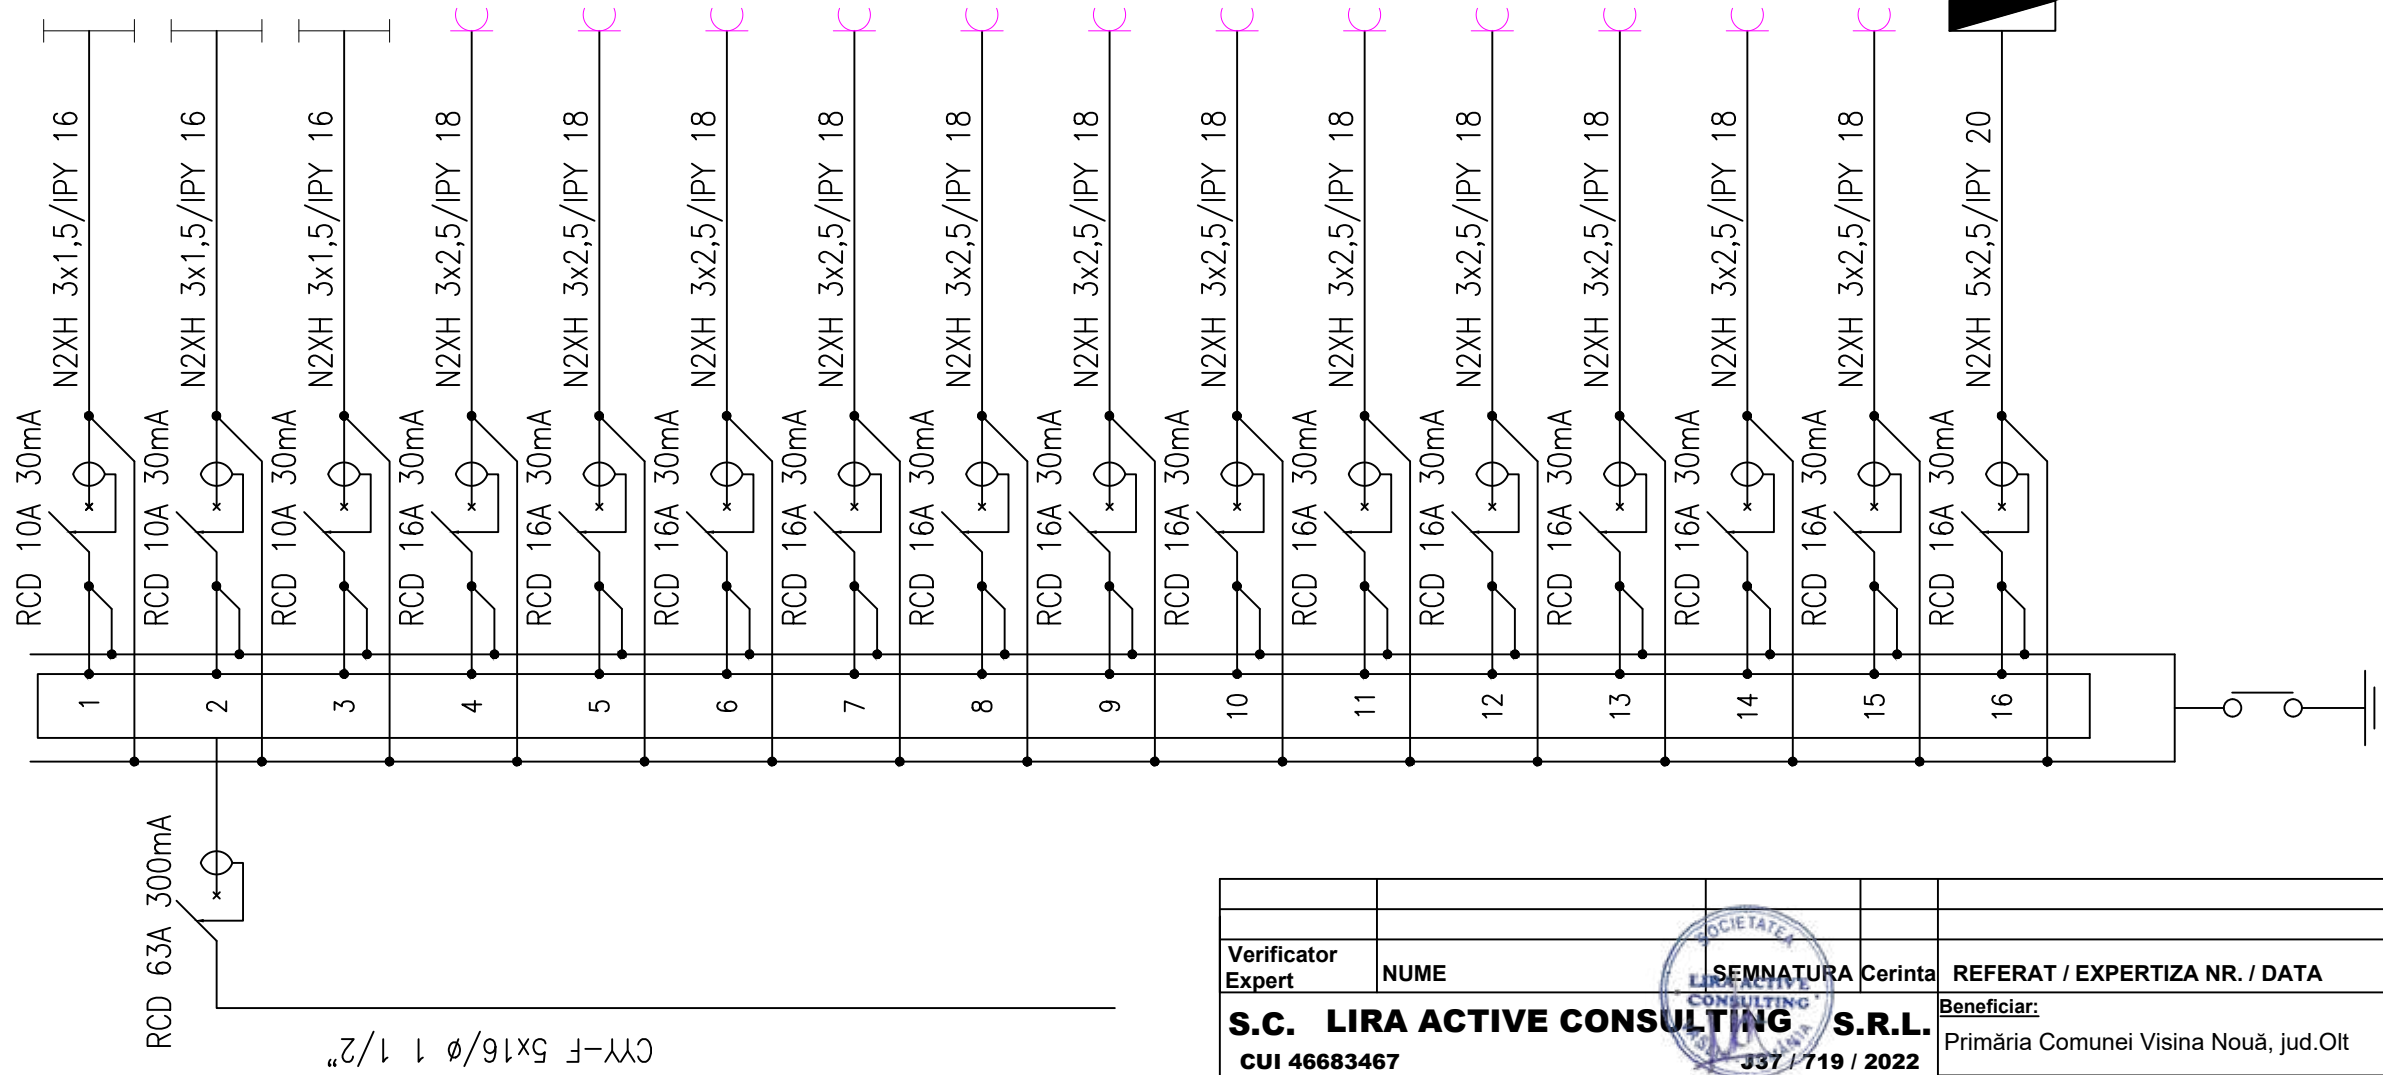 N2XH 3x1,5/IPY 16
N2XH 3x1,5/IPY 16
N2XH 3x1,5/IPY 16
N2XH 3x2,5/IPY 18
N2XH 3x2,5/IPY 18
N2XH 3x2,5/IPY 18
N2XH 3x2,5/IPY 18
N2XH 3x2,5/IPY 18
N2XH 3x2,5/IPY 18
N2XH 3x2,5/IPY 18
N2XH 3x2,5/IPY 18
N2XH 3x2,5/IPY 18
N2XH 3x2,5/IPY 18
N2XH 3x2,5/IPY 18
N2XH 3x2,5/IPY 18
N2XH 5x2,5/IPY 20
RCD 10A 30mA
RCD 10A 30mA
RCD 10A 30mA
RCD 16A 30mA
RCD 16A 30mA
RCD 16A 30mA
RCD 16A 30mA
RCD 16A 30mA
RCD 16A 30mA
RCD 16A 30mA
RCD 16A 30mA
RCD 16A 30mA
RCD 16A 30mA
RCD 16A 30mA
RCD 16A 30mA
RCD 16A 30mA
1 2 3 4 5 6 7 8 9 10 11 12 13 14 15 16
RCD 63A 300mA
CYY-F 5x16/ø 1 1/2"
Verificator Expert
NUME
SEMNATURA
Cerinta
REFERAT / EXPERTIZA NR. / DATA
S.C. LIRA ACTIVE CONSULTING S.R.L.
CUI 46683467
J37 / 719 / 2022
SOCIETATEA
LIRA ACTIVE
CONSULTING
Beneficiar:
Primăria Comunei Visina Nouă, jud.Olt